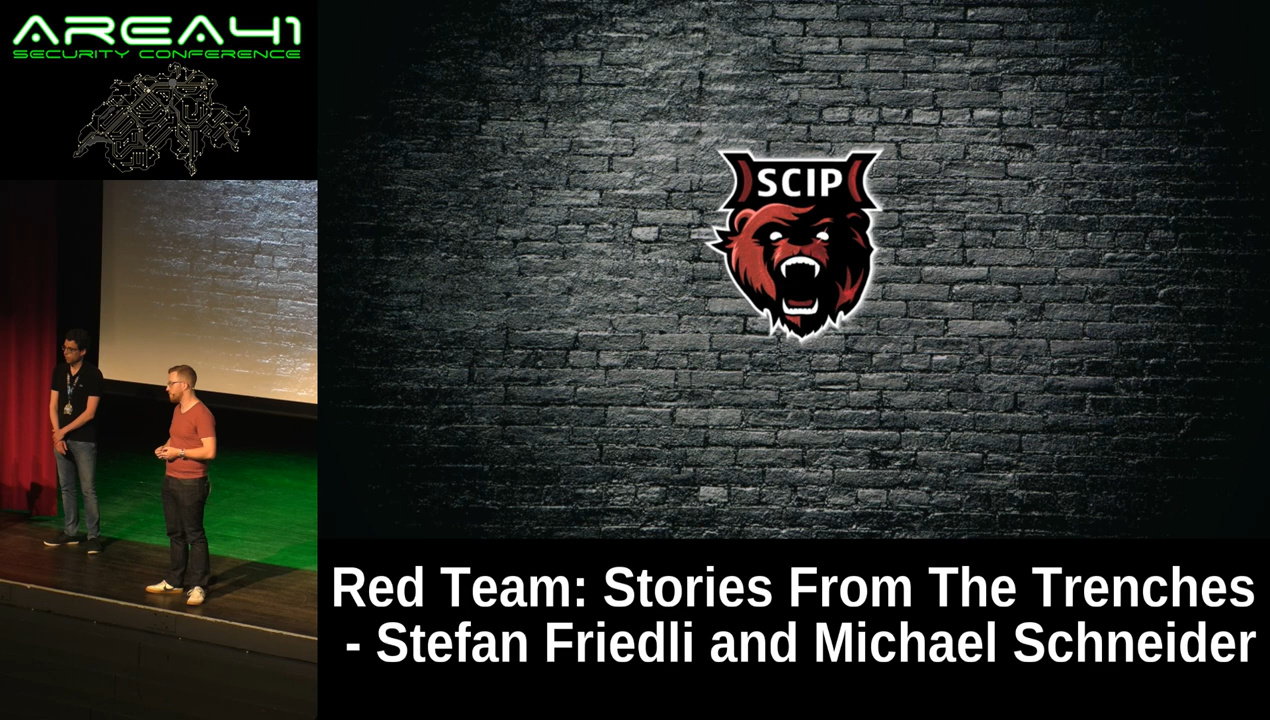 AREA41
SECURITY CONFERENCE
SCIP
Red Team: Stories From The Trenches
- Stefan Friedli and Michael Schneider